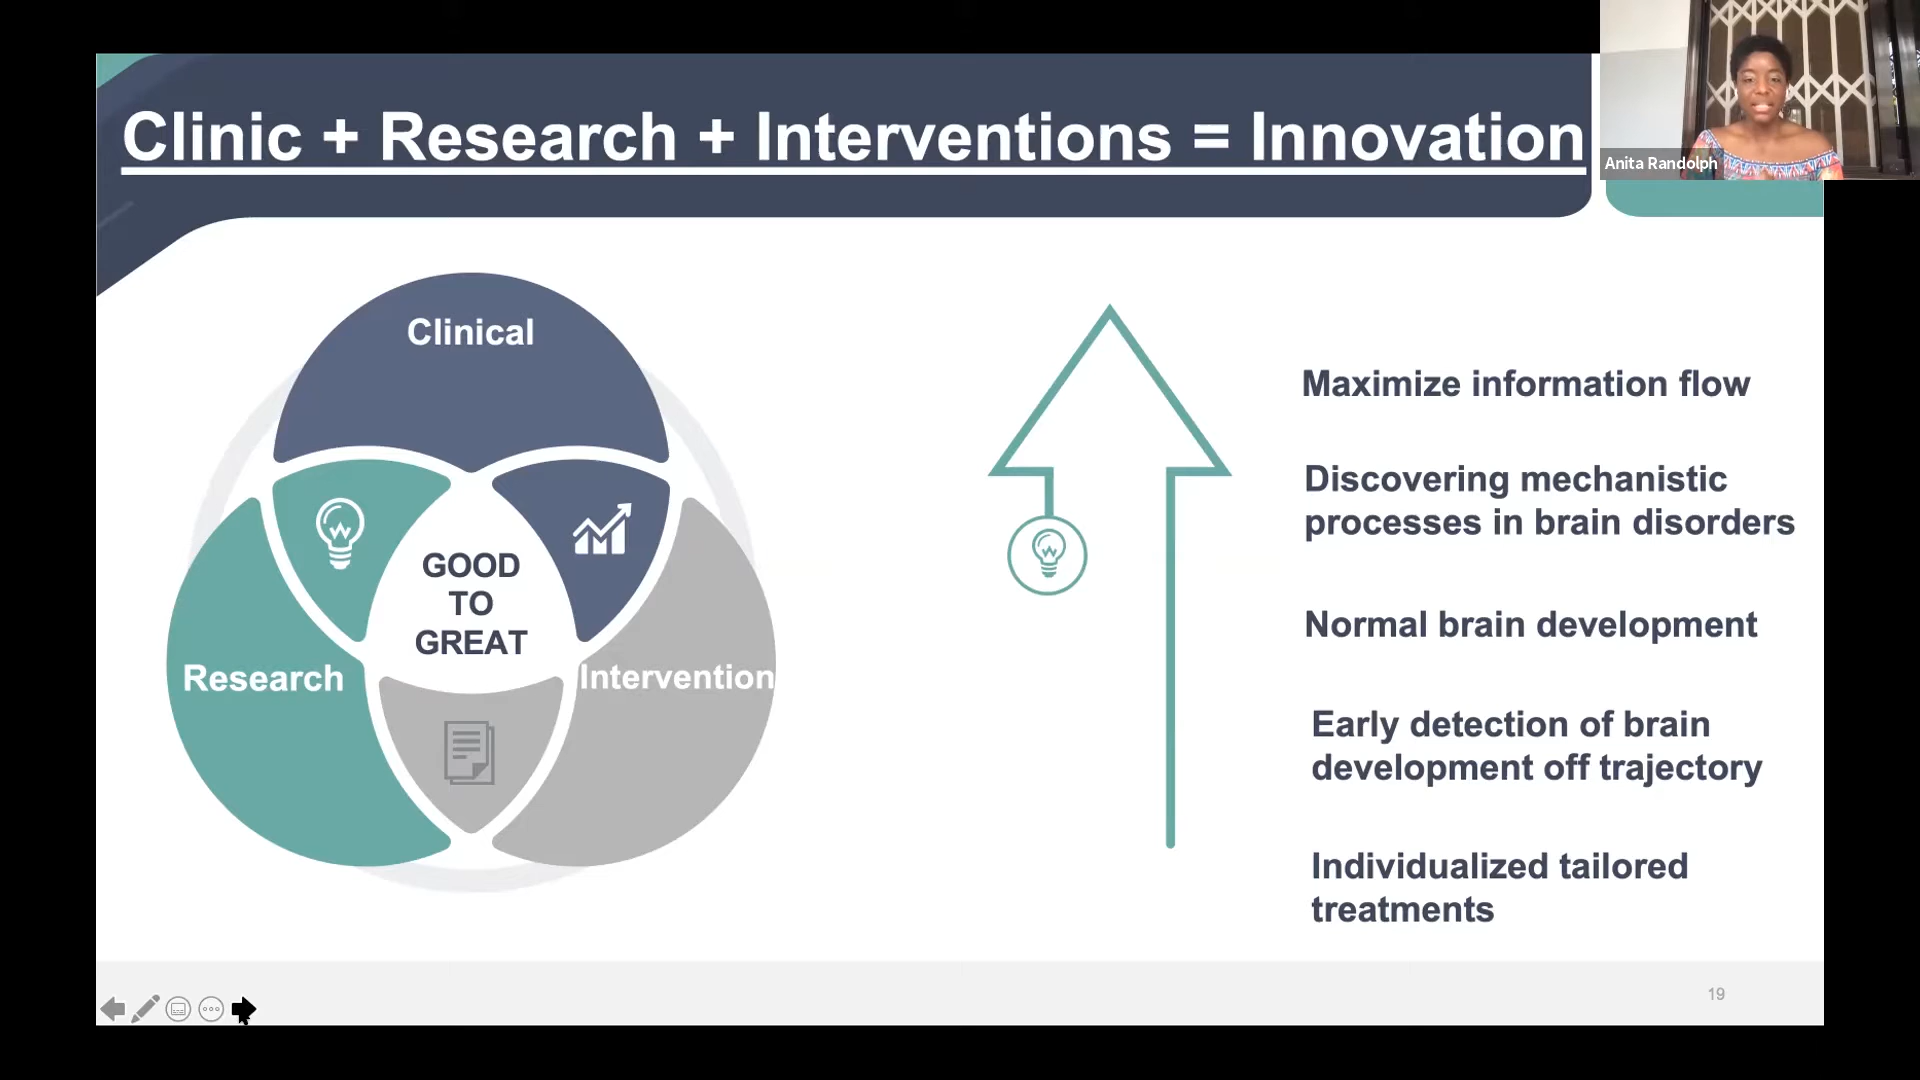 Clinic + Research + Interventions = Innovation
Anita Randolph
Clinical
GOOD
TO
GREAT
Research
Intervention
Maximize information flow
Discovering mechanistic
processes in brain disorders
Normal brain development
Early detection of brain
development off trajectory
Individualized tailored
treatments
19